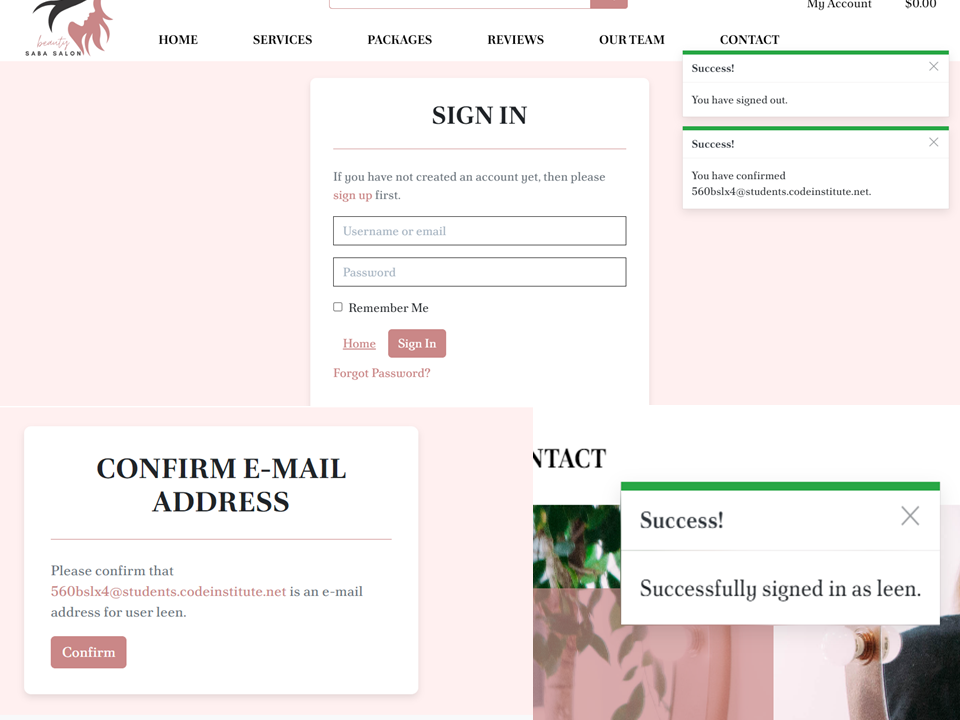 My Account $0.00
beauty
SABA SALON
HOME SERVICES PACKAGES REVIEWS OUR TEAM CONTACT
SIGN IN
If you have not created an account yet, then please
sign up first.
Username or email
Password
Remember Me
Home Sign In
Forgot Password?
Success!
You have signed out.
Success!
You have confirmed
560bslx4@students.codeinstitute.net.
CONFIRM E-MAIL
ADDRESS
Please confirm that
560bslx4@students.codeinstitute.net is an e-mail
address for user leen.
Confirm
NTACT
Success!
Successfully signed in as leen.